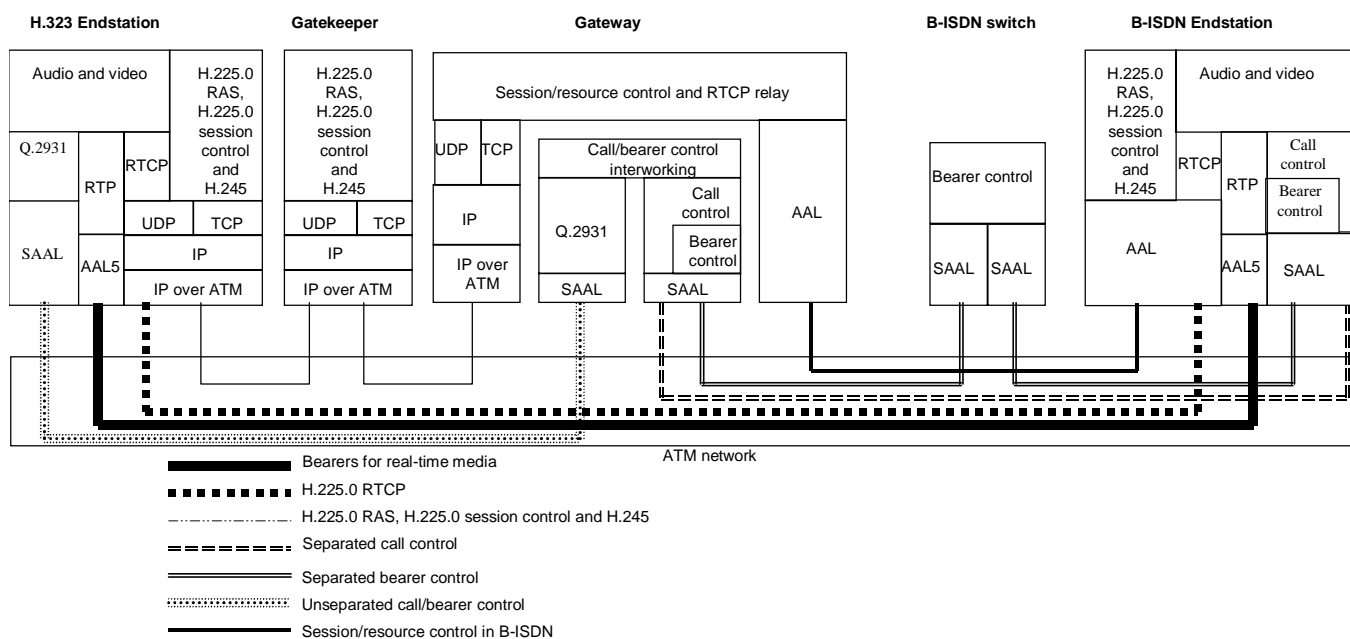 H.323 Endstation
Gatekeeper
Gateway
B-ISDN switch
B-ISDN Endstation
Audio and video
H.225.0
RAS,
H.225.0
session
control
and
H.245
Q.2931
RTP
RTCP
UDP
TCP
SAAL
AAL5
IP
IP over ATM
H.225.0
RAS,
H.225.0
session
control
and
H.245
UDP
TCP
IP
IP over ATM
Session/resource control and RTCP relay
UDP
TCP
IP
IP over
ATM
Call/bearer control
interworking
Q.2931
SAAL
Call
control
Bearer
control
SAAL
AAL
Bearer control
SAAL
SAAL
H.225.0
RAS,
H.225.0
session
control
and
H.245
Audio and video
RTCP
RTP
Call
control
Bearer
control
AAL
AAL5
SAAL
ATM network
Bearers for real-time media
H.225.0 RTCP
H.225.0 RAS, H.225.0 session control and H.245
Separated call control
Separated bearer control
Unseparated call/bearer control
Session/resource control in B-ISDN